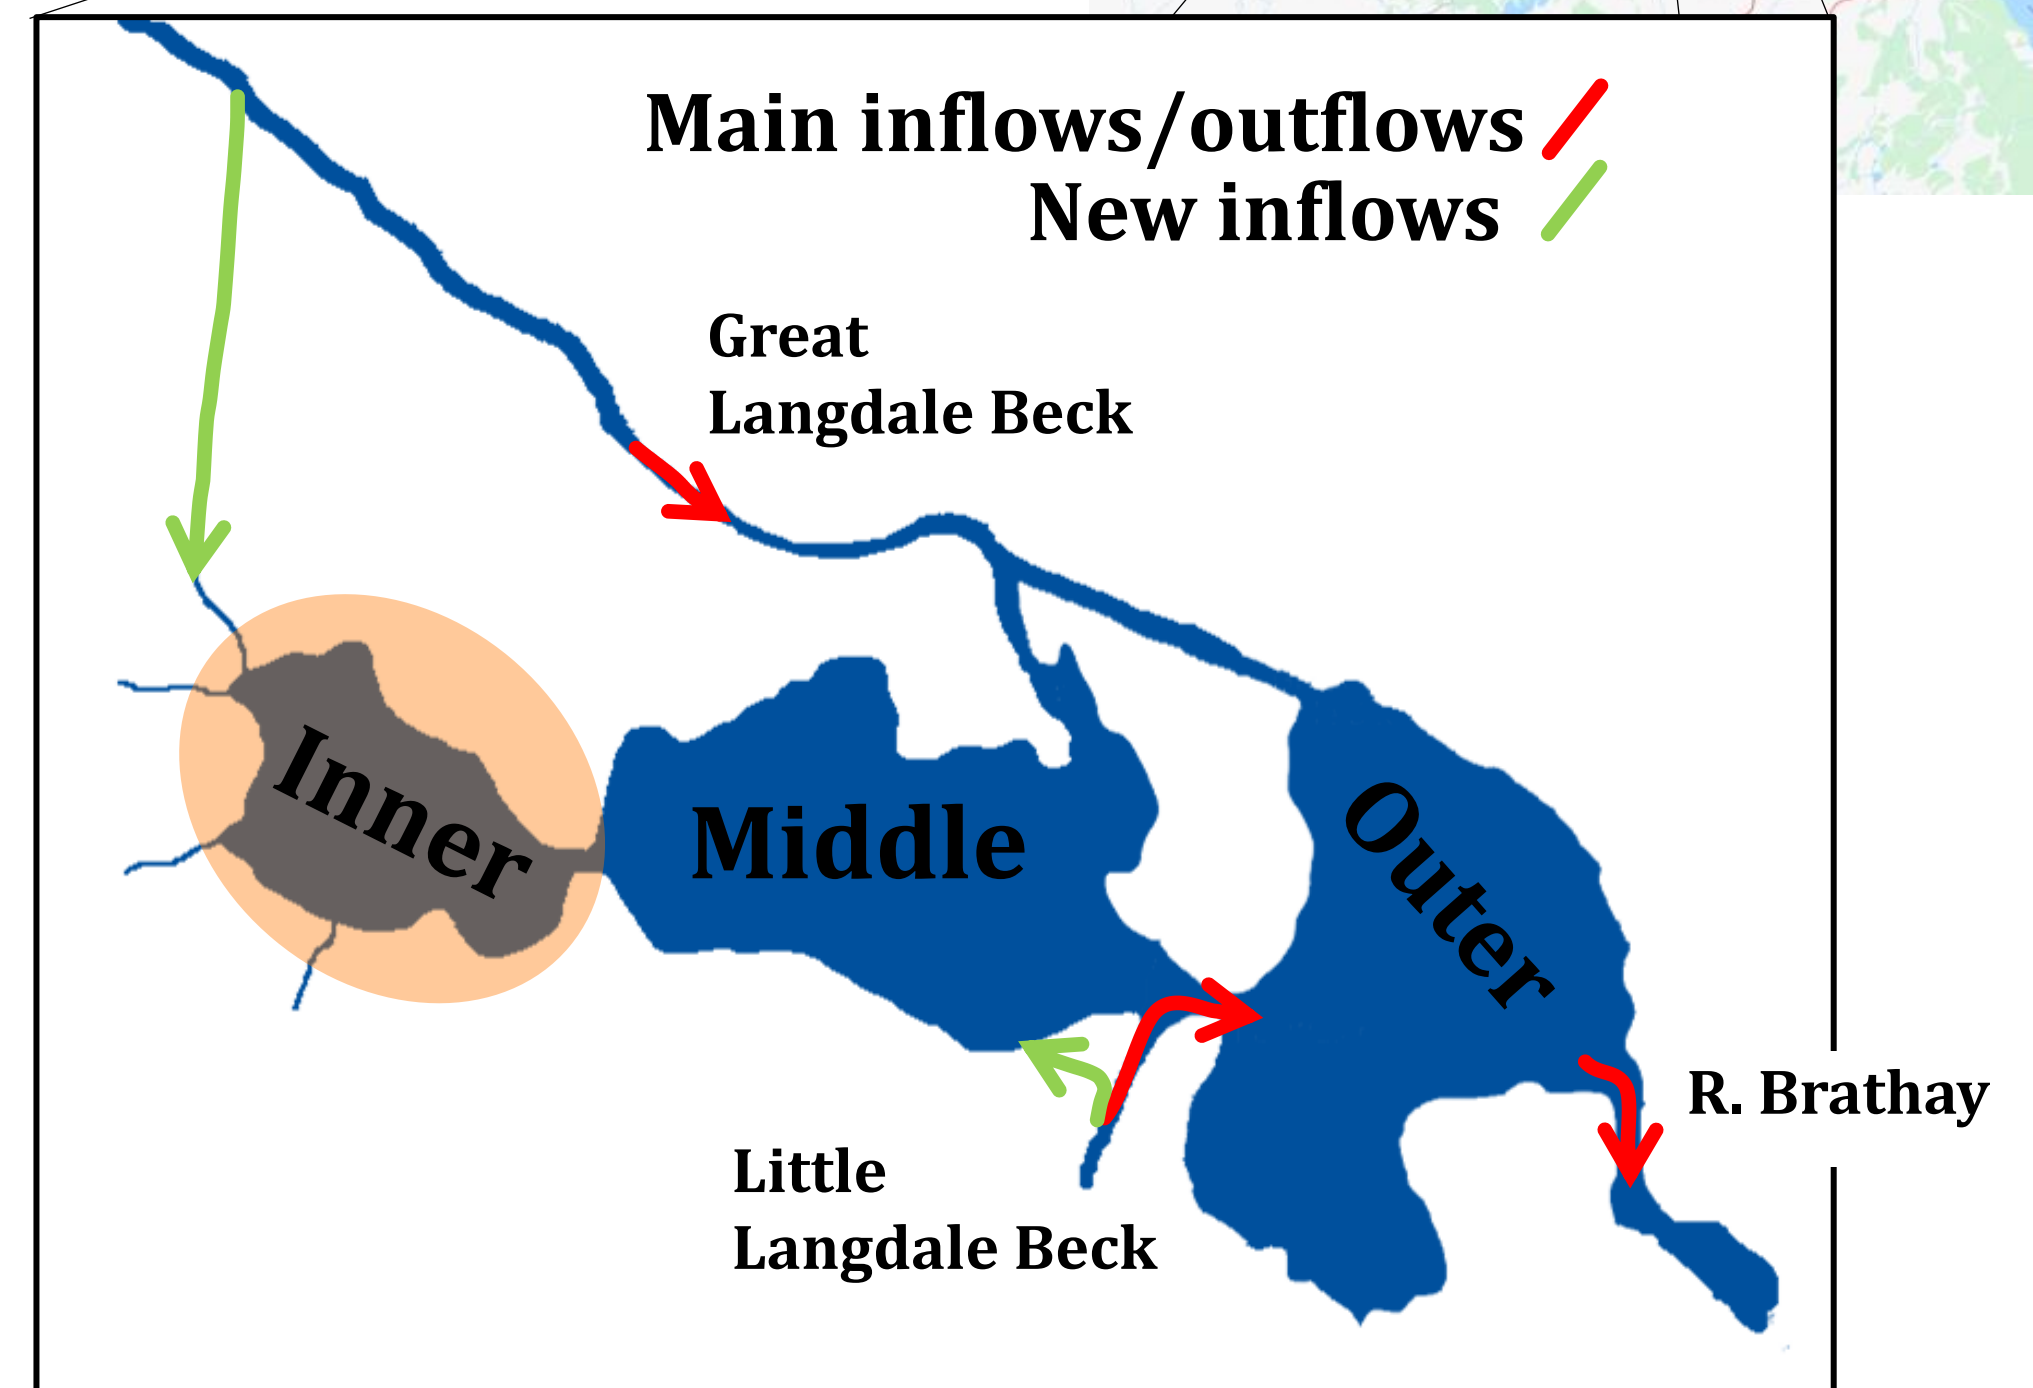 Main inflows/outflows
New inflows
Great
Langdale Beck
Inner
Middle
Outer
R. Brathay
Little
Langdale Beck